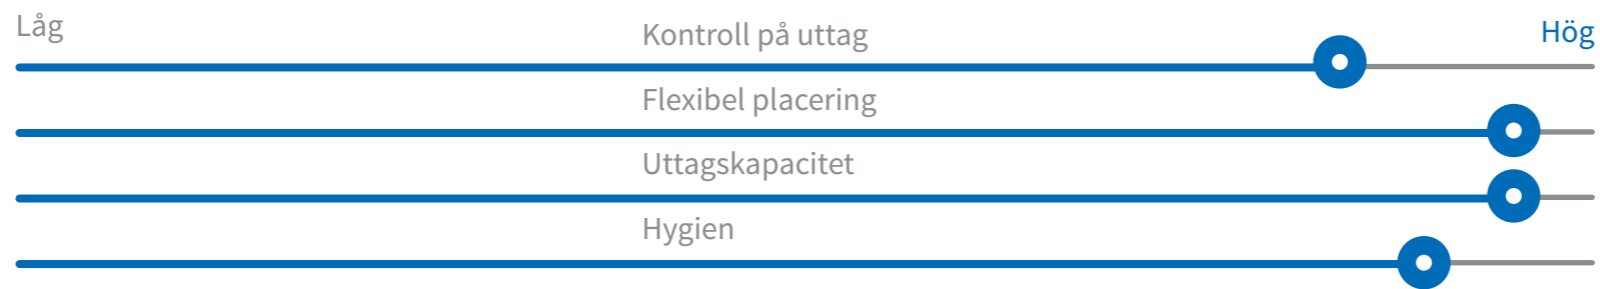 Låg
Kontroll på uttag
Hög
Flexibel placering
Uttagskapacitet
Hygien